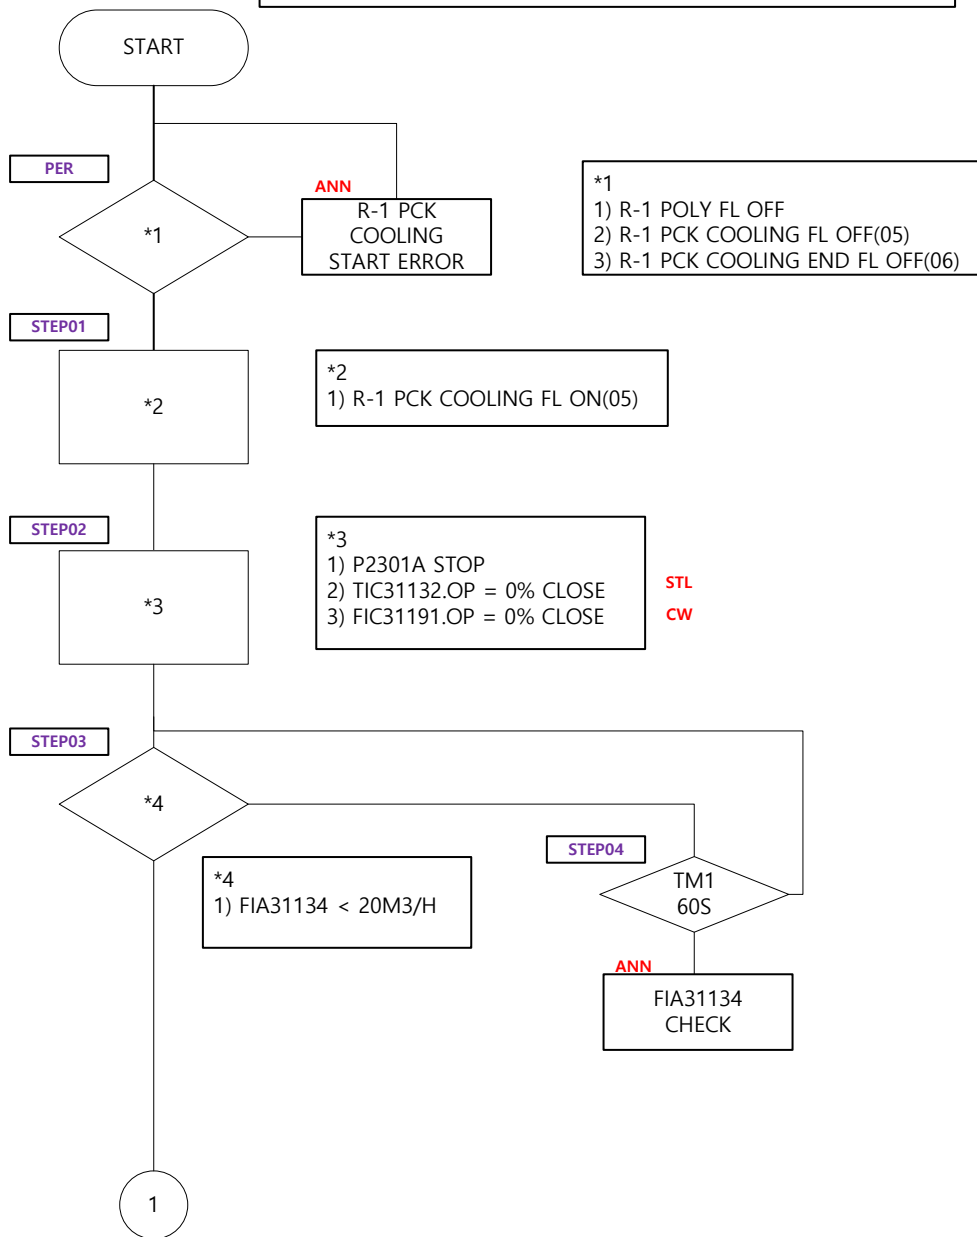 START
PER
*1
ANN
R-1 PCK
COOLING
START ERROR
*1
1) R-1 POLY FL OFF
2) R-1 PCK COOLING FL OFF(05)
3) R-1 PCK COOLING END FL OFF(06)
STEP01
*2
*2
1) R-1 PCK COOLING FL ON(05)
STEP02
*3
*3
1) P2301A STOP
2) TIC31132.OP = 0% CLOSE
3) FIC31191.OP = 0% CLOSE
STL
CW
STEP03
*4
*4
1) FIA31134 < 20M3/H
STEP04
TM1
60S
ANN
FIA31134
CHECK
1